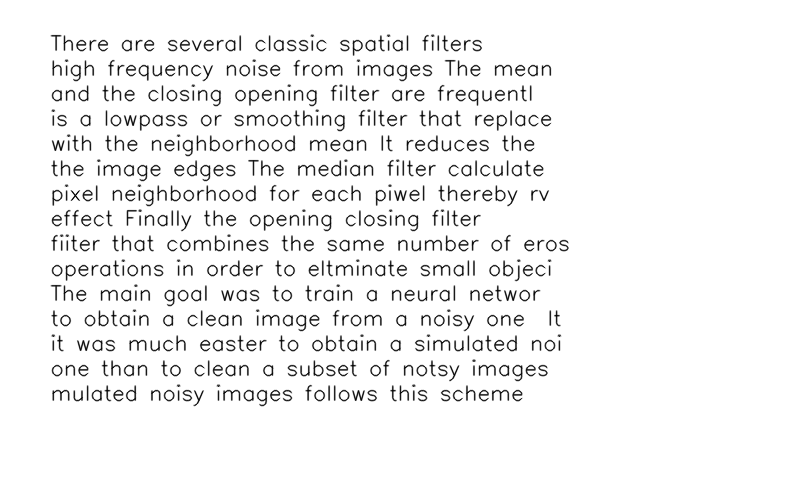 There are several classic spatial filters
high frequency noise from images The mean
and the closing opening filter are frequentl
is a lowpass or smoothing filter that replace
with the neighborhood mean It reduces the
the image edges The median filter calculate
pixel neighborhood for each piwel thereby rv
effect Finally the opening closing filter
fiiter that combines the same number of eros
operations in order to eltminate small objeci
The main goal was to train a neural networ
to obtain a clean image from a noisy one It
it was much easter to obtain a simulated noi
one than to clean a subset of notsy images
mulated noisy images follows this scheme